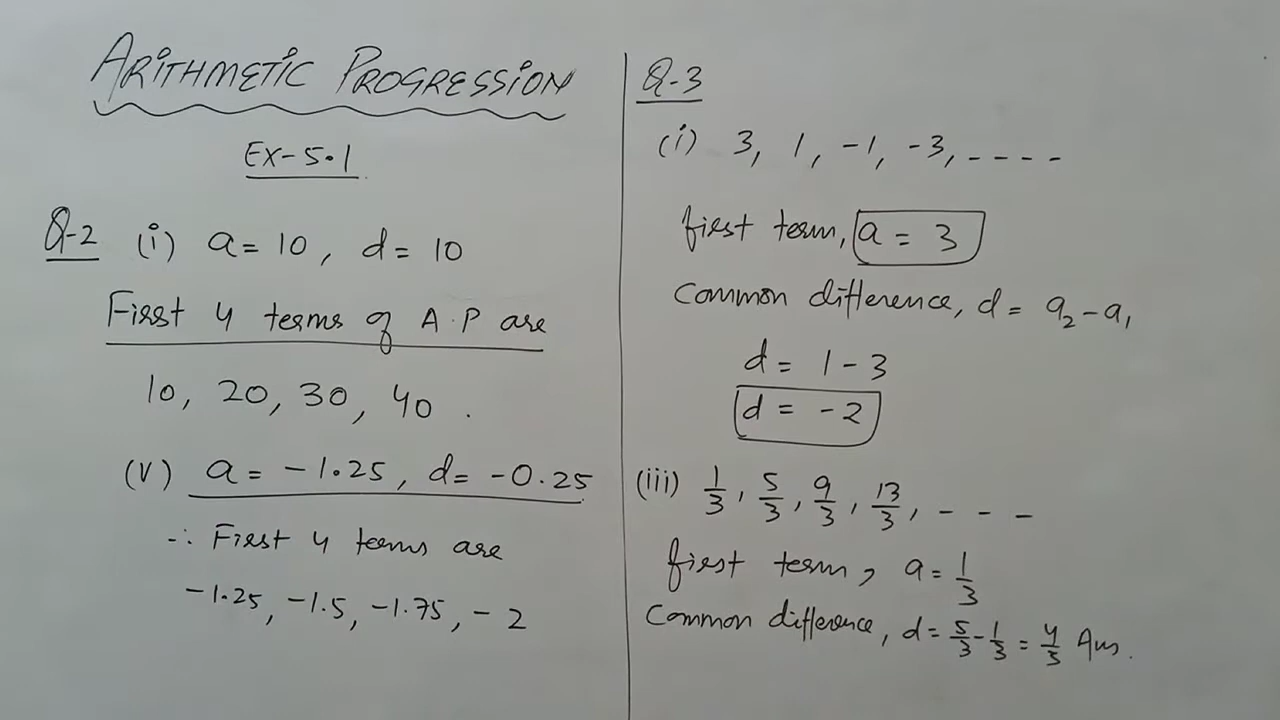 ARITHMETIC PROGRESSION
EX-5.1
Q-2 (i) a = 10, d = 10
First 4 terms of A.P are
10, 20, 30, 40.
(V) a = -1.25, d = -0.25
∴ First 4 terms are
-1.25, -1.5, -1.75, -2
Q-3
(i) 3, 1, -1, -3, ----
first term, a = 3
Common difference, d = a₂ - a₁
d = 1 - 3
d = -2
(iii) 1/3, 5/3, 9/3, 13/3, - - -
first term, a = 1/3
Common difference, d = 5/3 - 1/3 = 4/3 Ans.